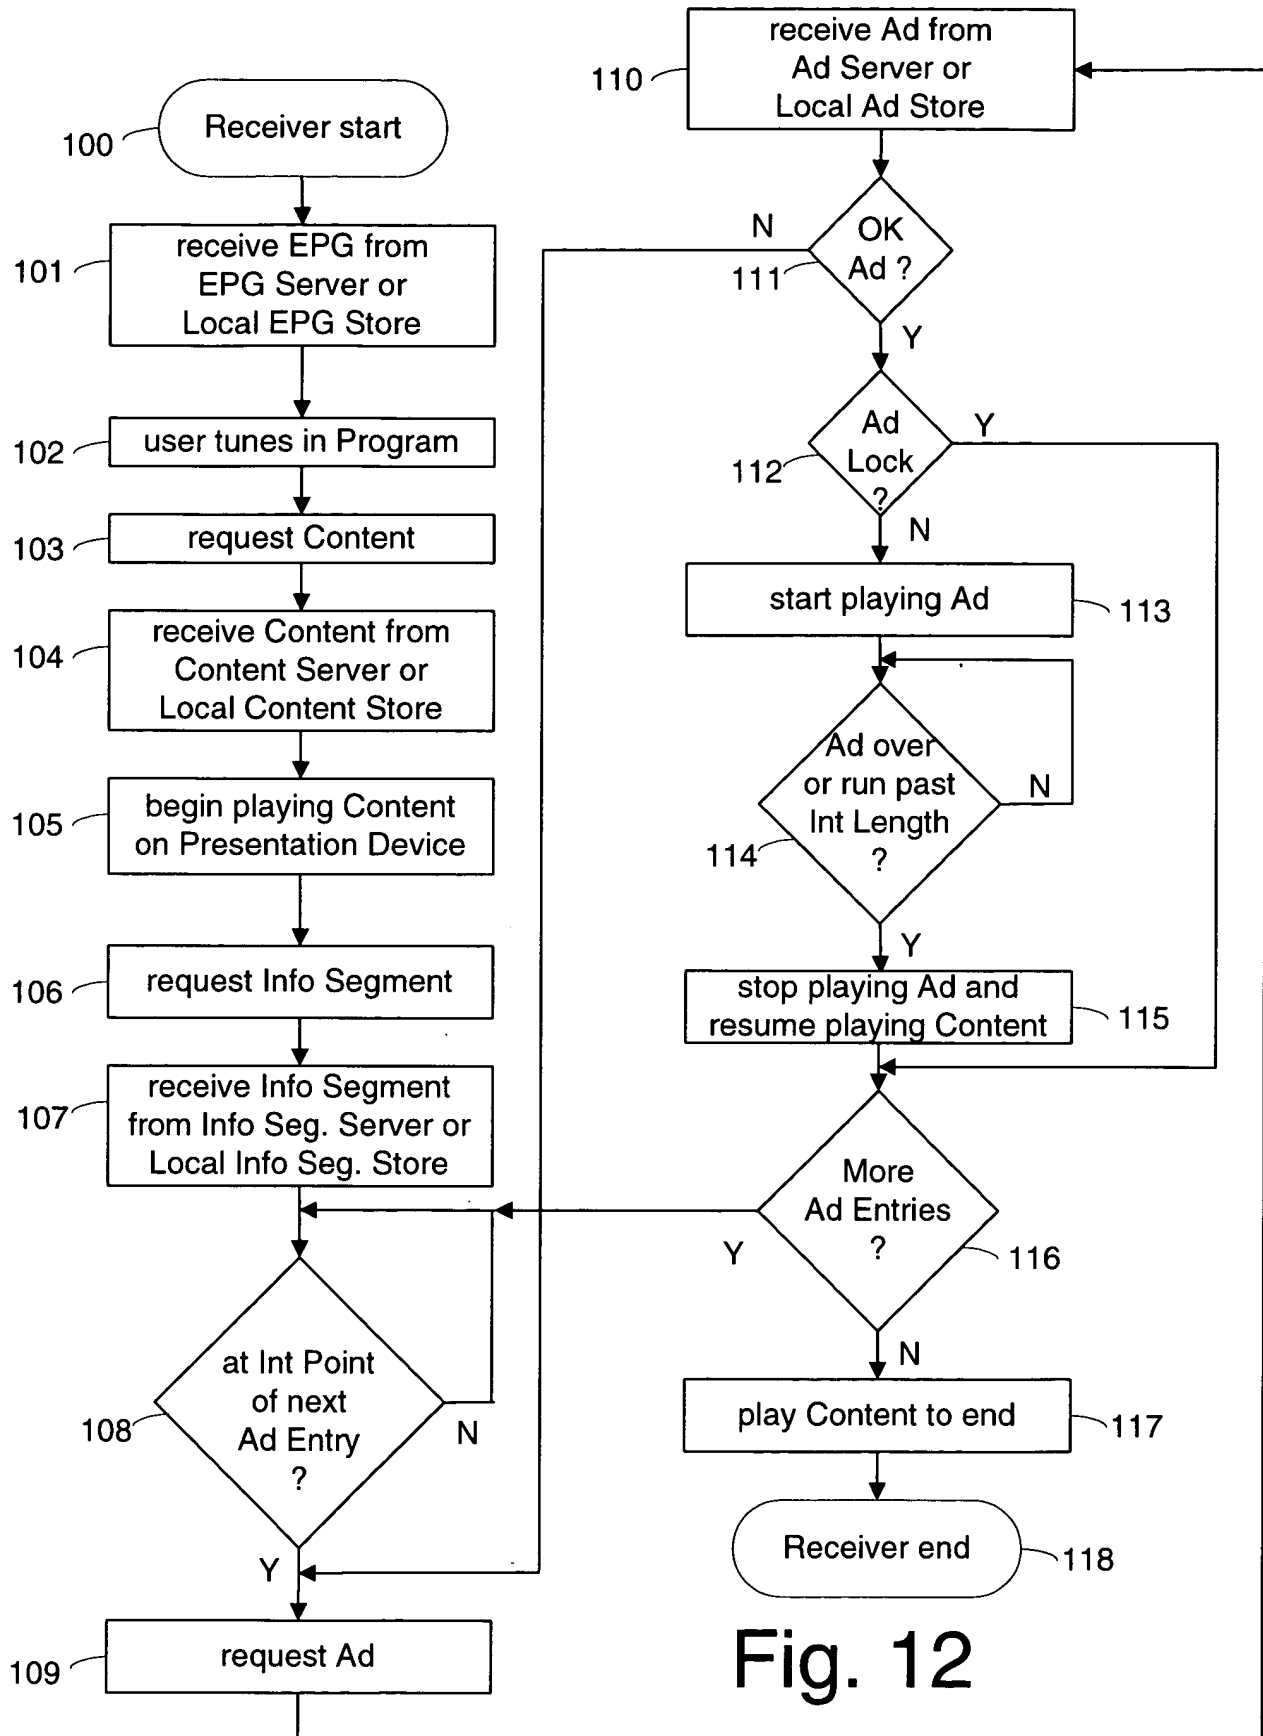 100
Receiver start
101
receive EPG from
EPG Server or
Local EPG Store
102
user tunes in Program
103
request Content
104
receive Content from
Content Server or
Local Content Store
105
begin playing Content
on Presentation Device
106
request Info Segment
107
receive Info Segment
from Info Seg. Server or
Local Info Seg. Store
108
at Int Point
of next
Ad Entry
?
N
Y
109
request Ad
110
receive Ad from
Ad Server or
Local Ad Store
111
OK
Ad ?
N
Y
112
Ad
Lock
?
Y
N
start playing Ad
113
114
Ad over
or run past
Int Length
?
N
Y
stop playing Ad and
resume playing Content
115
More
Ad Entries
?
116
Y
N
play Content to end
117
Receiver end
118
Fig. 12